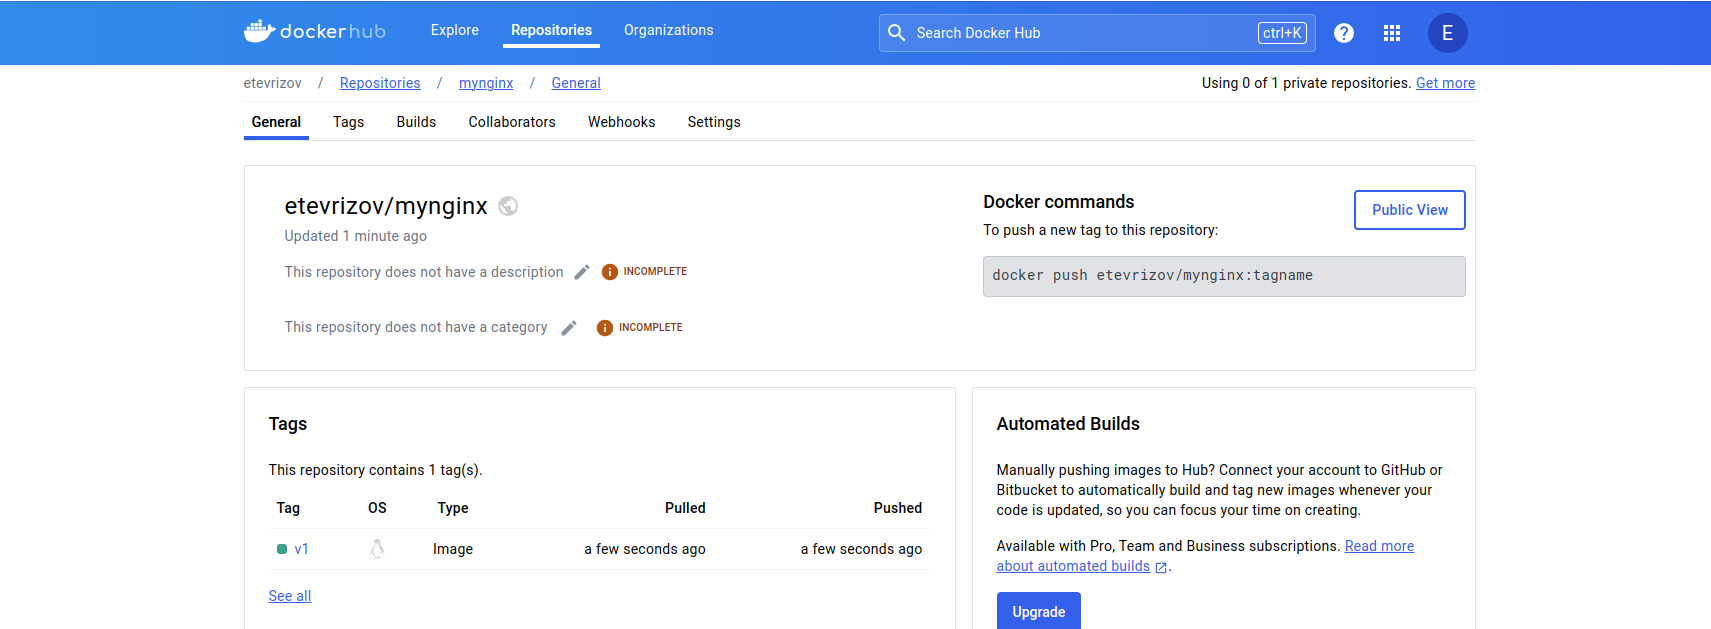 dockerhub Explore Repositories Organizations Search Docker Hub ctrl+K ? E
etevrizov / Repositories / mynginx / General Using 0 of 1 private repositories. Get more
General Tags Builds Collaborators Webhooks Settings
etevrizov/mynginx
Updated 1 minute ago
This repository does not have a description INCOMPLETE
This repository does not have a category INCOMPLETE
Docker commands
Public View
To push a new tag to this repository:
docker push etevrizov/mynginx:tagname
Tags
This repository contains 1 tag(s).
Tag OS Type Pulled Pushed
v1 Image a few seconds ago a few seconds ago
See all
Automated Builds
Manually pushing images to Hub? Connect your account to GitHub or
Bitbucket to automatically build and tag new images whenever your
code is updated, so you can focus your time on creating.
Available with Pro, Team and Business subscriptions. Read more
about automated builds .
Upgrade